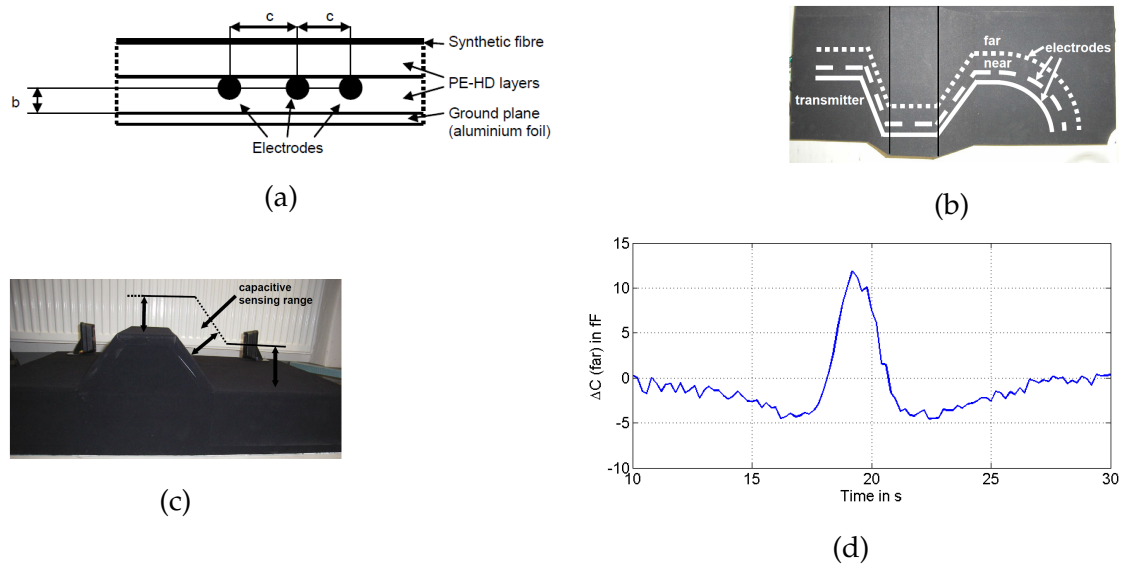 c
c
Synthetic fibre
PE-HD layers
b
Ground plane
(aluminium foil)
Electrodes
(a)
far
electrodes
near
transmitter
(b)
capacitive
sensing range
(c)
15
10
5
0
-5
-10
ΔC (far) in fF
10
15
20
25
30
Time in s
(d)